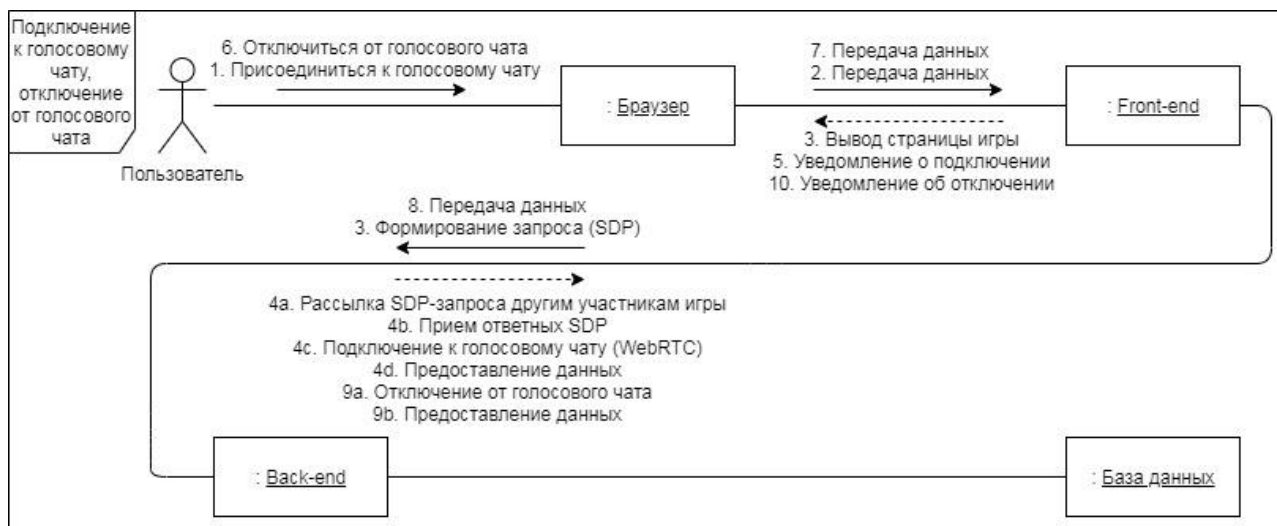 Подключение
к голосовому
чату,
отключение
от голосового
чата
Пользователь
6. Отключиться от голосового чата
1. Присоединиться к голосовому чату
: Браузер
7. Передача данных
2. Передача данных
3. Вывод страницы игры
5. Уведомление о подключении
10. Уведомление об отключении
: Front-end
8. Передача данных
3. Формирование запроса (SDP)
4a. Рассылка SDP-запроса другим участникам игры
4b. Прием ответных SDP
4c. Подключение к голосовому чату (WebRTC)
4d. Предоставление данных
9a. Отключение от голосового чата
9b. Предоставление данных
: Back-end
: База данных